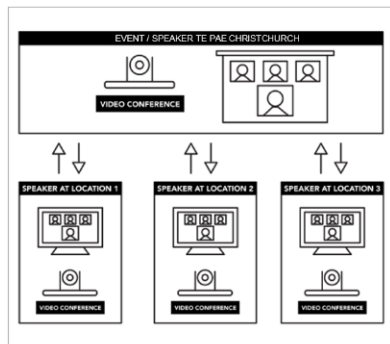 EVENT / SPEAKER TE PAE CHRISTCHURCH
VIDEO CONFERENCE
SPEAKER AT LOCATION 1
SPEAKER AT LOCATION 2
SPEAKER AT LOCATION 3
VIDEO CONFERENCE
VIDEO CONFERENCE
VIDEO CONFERENCE